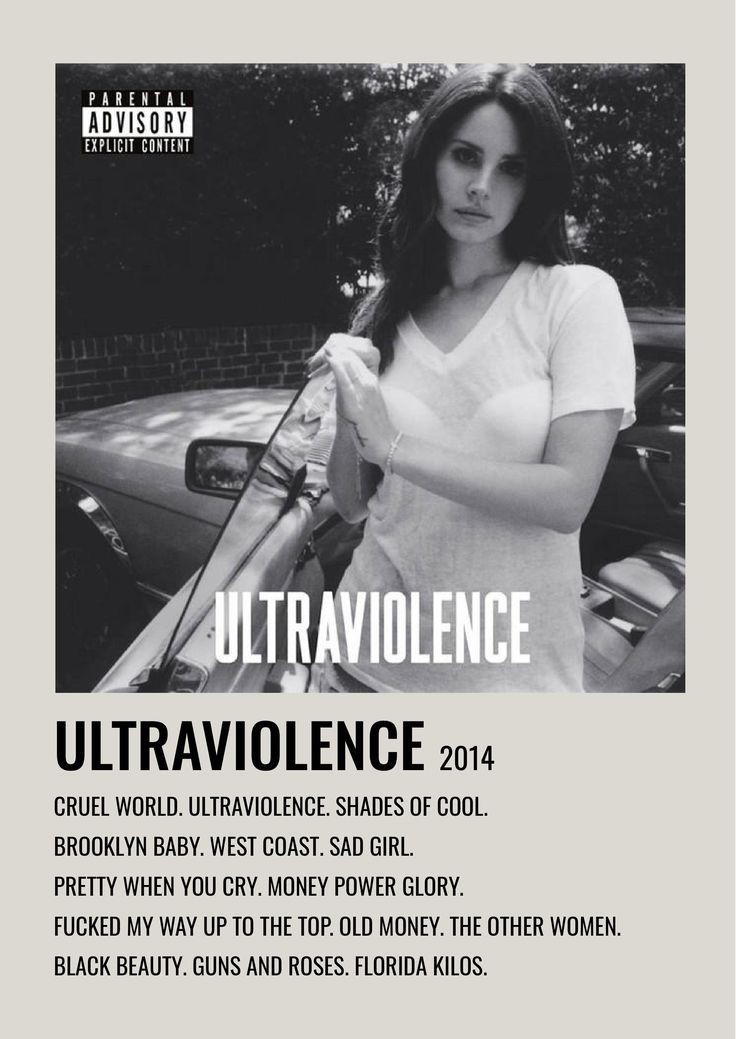 PARENTAL
ADVISORY
EXPLICIT CONTENT
ULTRAVIOLENCE
ULTRAVIOLENCE 2014
CRUEL WORLD. ULTRAVIOLENCE. SHADES OF COOL.
BROOKLYN BABY. WEST COAST. SAD GIRL.
PRETTY WHEN YOU CRY. MONEY POWER GLORY.
FUCKED MY WAY UP TO THE TOP. OLD MONEY. THE OTHER WOMEN.
BLACK BEAUTY. GUNS AND ROSES. FLORIDA KILOS.